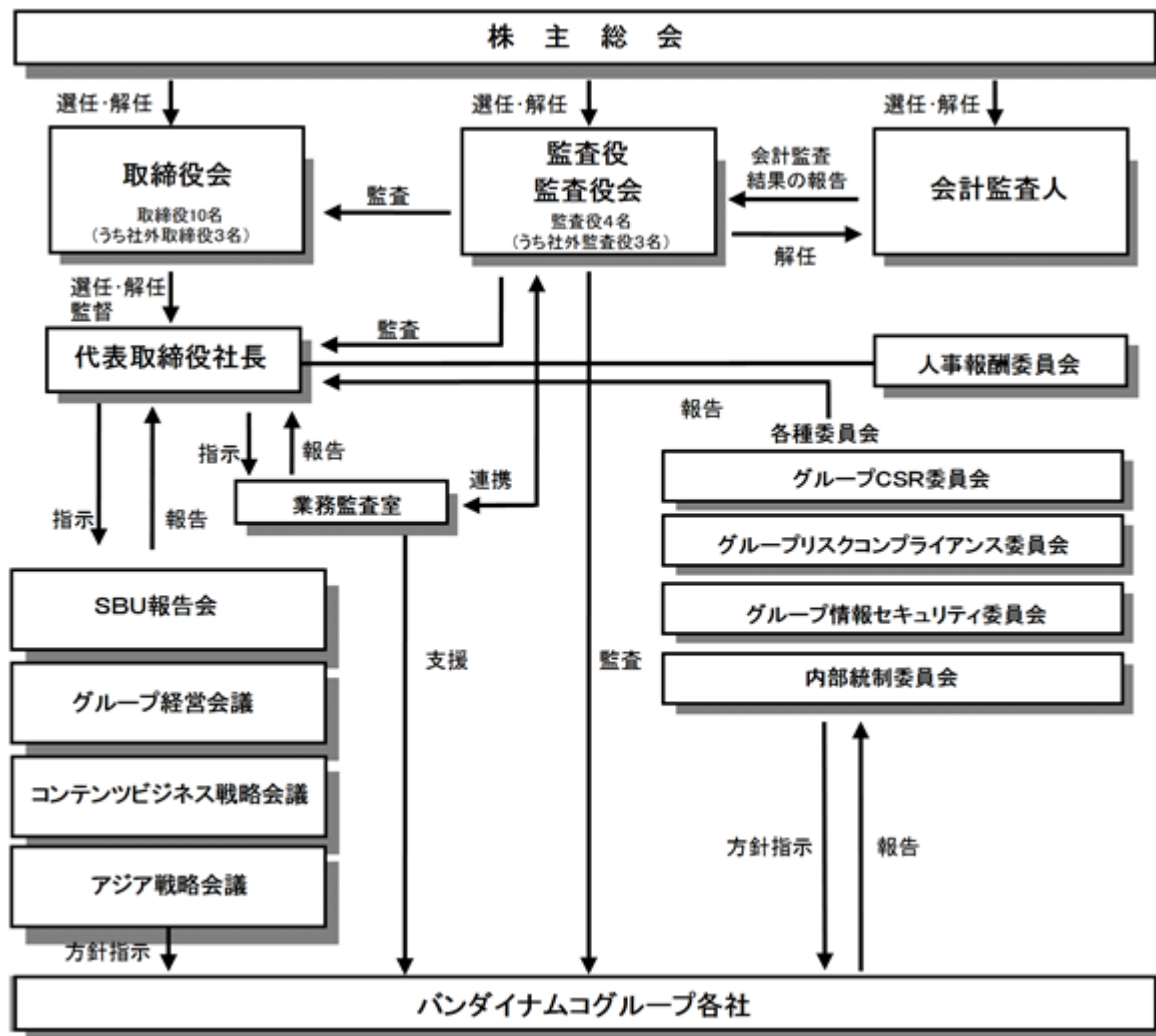 株 主 総 会
選任・解任
選任・解任
選任・解任
取締役会
取締役10名
(うち社外取締役3名)
監査
監査役
監査役会
監査役4名
(うち社外監査役3名)
会計監査
結果の報告
解任
会計監査人
選任・解任
監督
監査
代表取締役社長
人事報酬委員会
報告
各種委員会
指示
報告
指示
報告
業務監査室
連携
グループCSR委員会
グループリスクコンプライアンス委員会
グループ情報セキュリティ委員会
内部統制委員会
SBU報告会
グループ経営会議
コンテンツビジネス戦略会議
アジア戦略会議
支援
監査
方針指示
報告
方針指示
バンダイナムコグループ各社